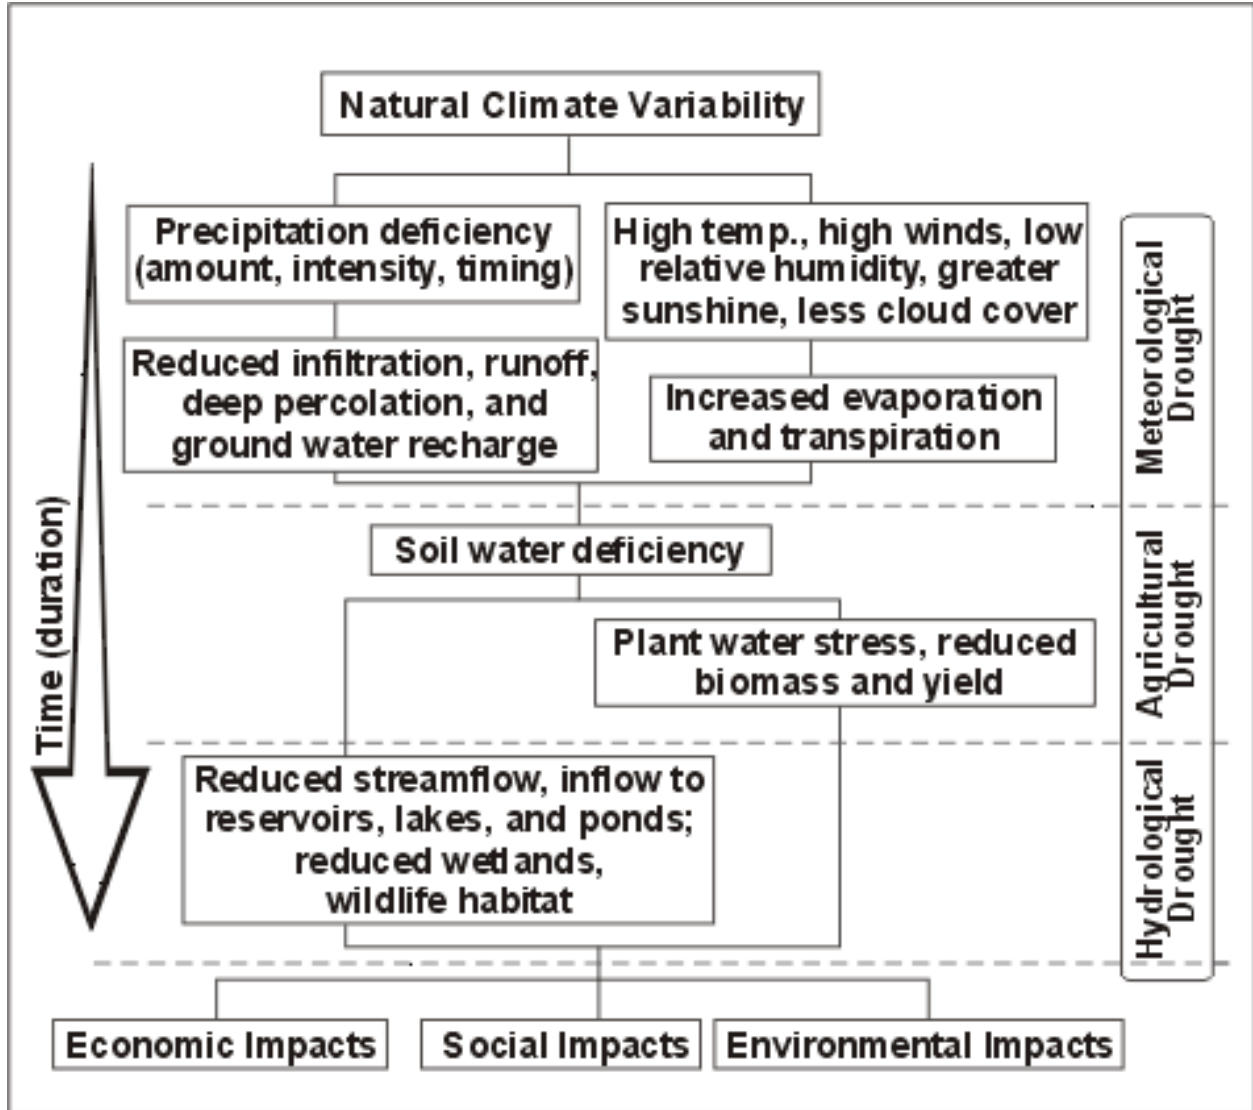 Natural Climate Variability
Precipitation deficiency
(amount, intensity, timing)
High temp., high winds, low
relative humidity, greater
sunshine, less cloud cover
Reduced infiltration, runoff,
deep percolation, and
ground water recharge
Increased evaporation
and transpiration
Meteorological
Drought
Soil water deficiency
Plant water stress, reduced
biomass and yield
Agricultural
Drought
Time (duration)
Reduced streamflow, inflow to
reservoirs, lakes, and ponds;
reduced wetlands,
wildlife habitat
Hydrological
Drought
Economic Impacts
Social Impacts
Environmental Impacts